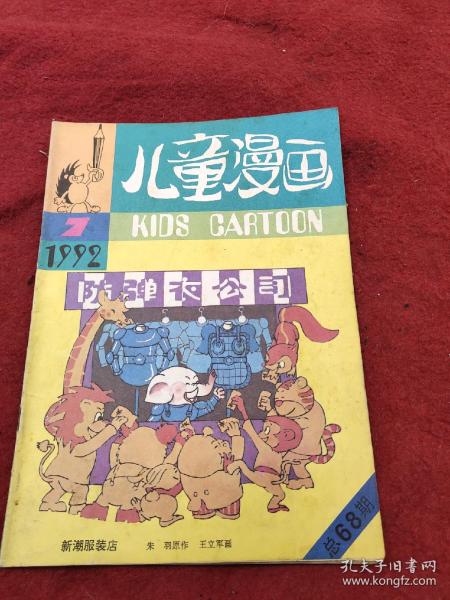 儿童漫画
7
KIDS CARTOON
1992
防弹衣公司
总68期
新潮服装店
朱 羽原作 王立军画
孔夫子旧书网
www.kongfz.com